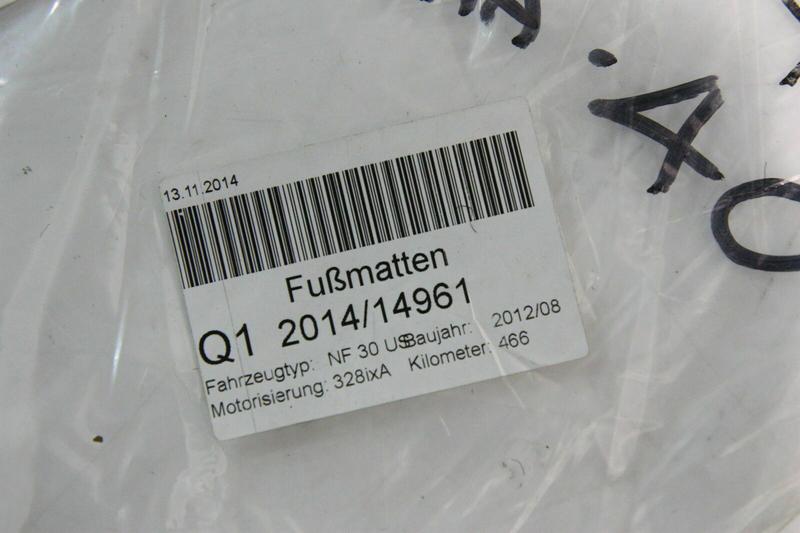 13.11.2014
Fußmatten
Q1 2014/14961
Fahrzeugtyp: NF 30 US Baujahr: 2012/08
Motorisierung: 328ixA Kilometer: 466